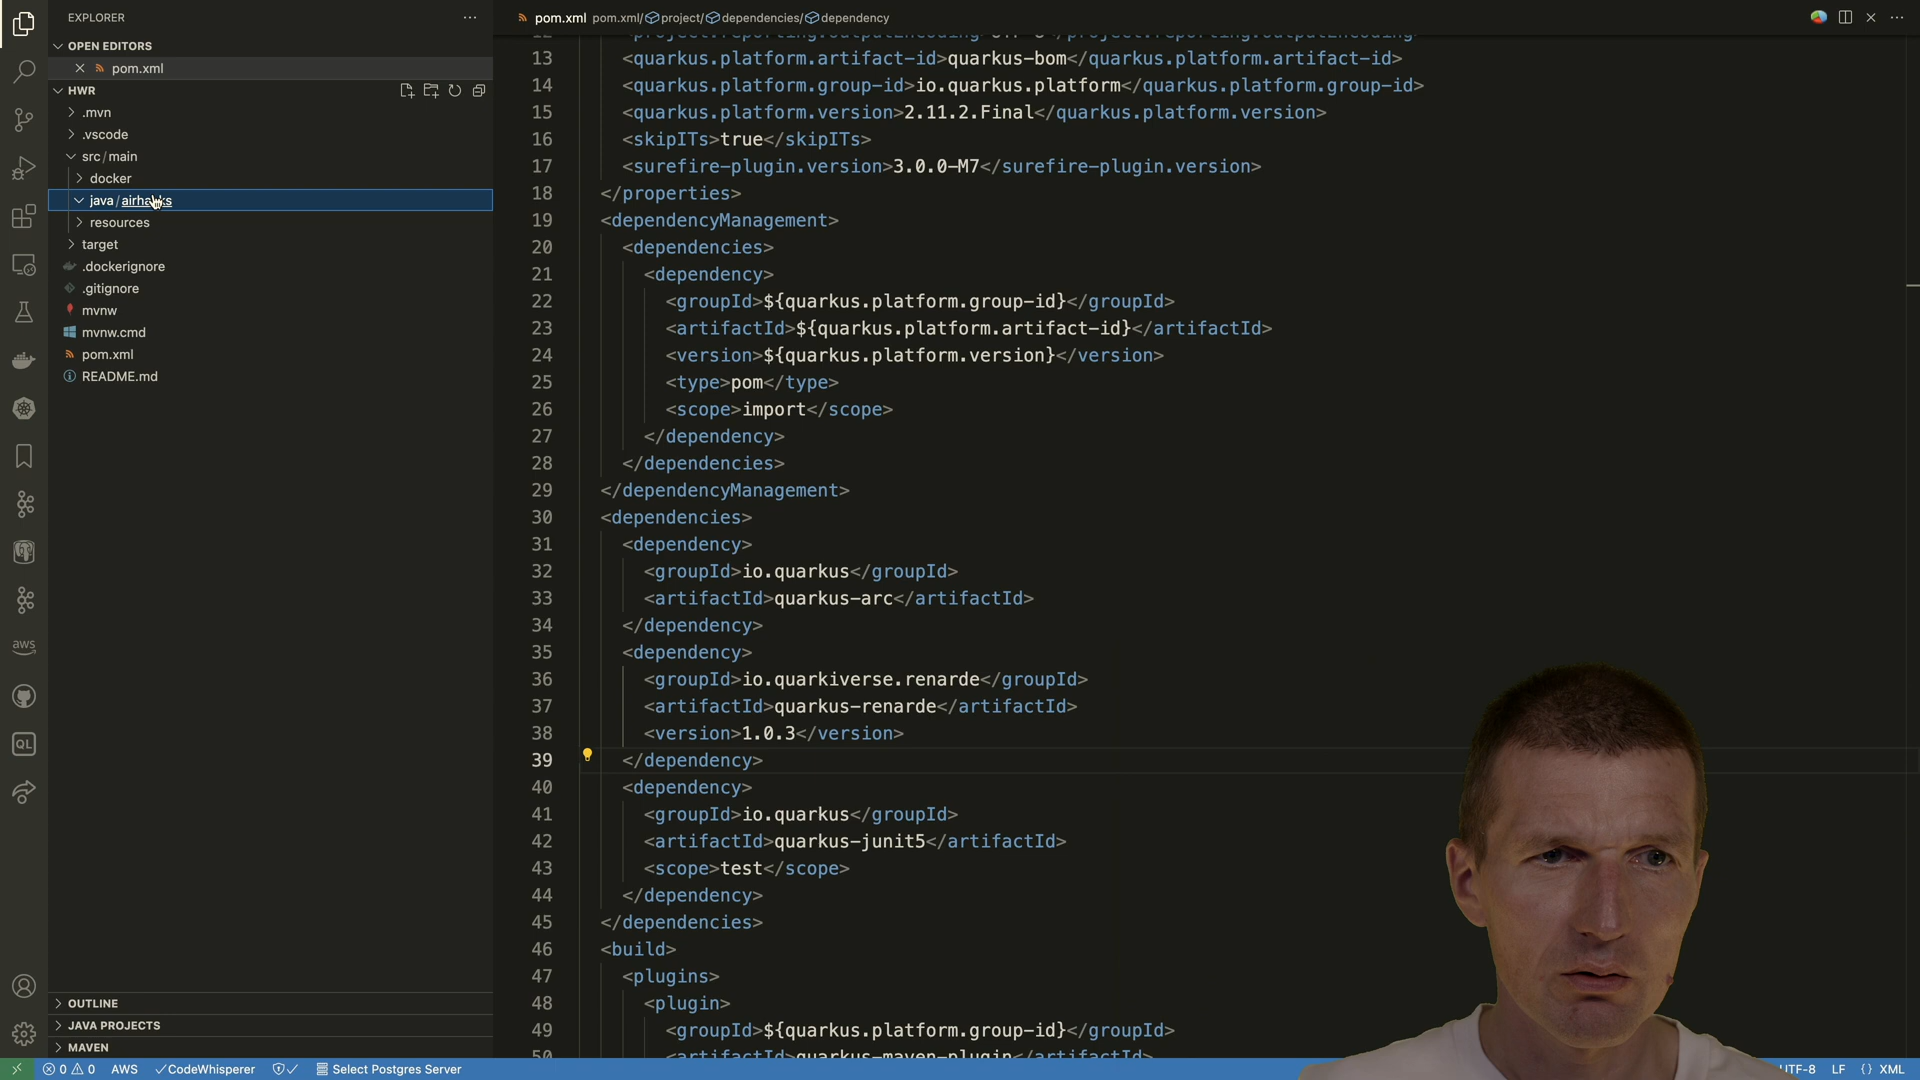 EXPLORER
OPEN EDITORS
pom.xml
HWR
.mvn
.vscode
src/main
docker
java/
resources
target
.dockerignore
.gitignore
mvnw
mvnw.cmd
pom.xml
README.md
OUTLINE
JAVA PROJECTS
MAVEN
aws
QL
pom.xml pom.xml/project/dependencies/dependency
13 <quarkus.platform.artifact-id>quarkus-bom</quarkus.platform.artifact-id>
14 <quarkus.platform.group-id>io.quarkus.platform</quarkus.platform.group-id>
15 <quarkus.platform.version>2.11.2.Final</quarkus.platform.version>
16 <skipITs>true</skipITs>
17 <surefire-plugin.version>3.0.0-M7</surefire-plugin.version>
18 </properties>
19 <dependencyManagement>
20 <dependencies>
21 <dependency>
22 <groupId>${quarkus.platform.group-id}</groupId>
23 <artifactId>${quarkus.platform.artifact-id}</artifactId>
24 <version>${quarkus.platform.version}</version>
25 <type>pom</type>
26 <scope>import</scope>
27 </dependency>
28 </dependencies>
29 </dependencyManagement>
30 <dependencies>
31 <dependency>
32 <groupId>io.quarkus</groupId>
33 <artifactId>quarkus-arc</artifactId>
34 </dependency>
35 <dependency>
36 <groupId>io.quarkiverse.renarde</groupId>
37 <artifactId>quarkus-renarde</artifactId>
38 <version>1.0.3</version>
39 </dependency>
40 <dependency>
41 <groupId>io.quarkus</groupId>
42 <artifactId>quarkus-junit5</artifactId>
43 <scope>test</scope>
44 </dependency>
45 </dependencies>
46 <build>
47 <plugins>
48 <plugin>
49 <groupId>${quarkus.platform.group-id}</groupId>
50 <artifactId>quarkus-maven-plugin</artifactId>
0 0 AWS CodeWhisperer Select Postgres Server UTF-8 LF {} XML